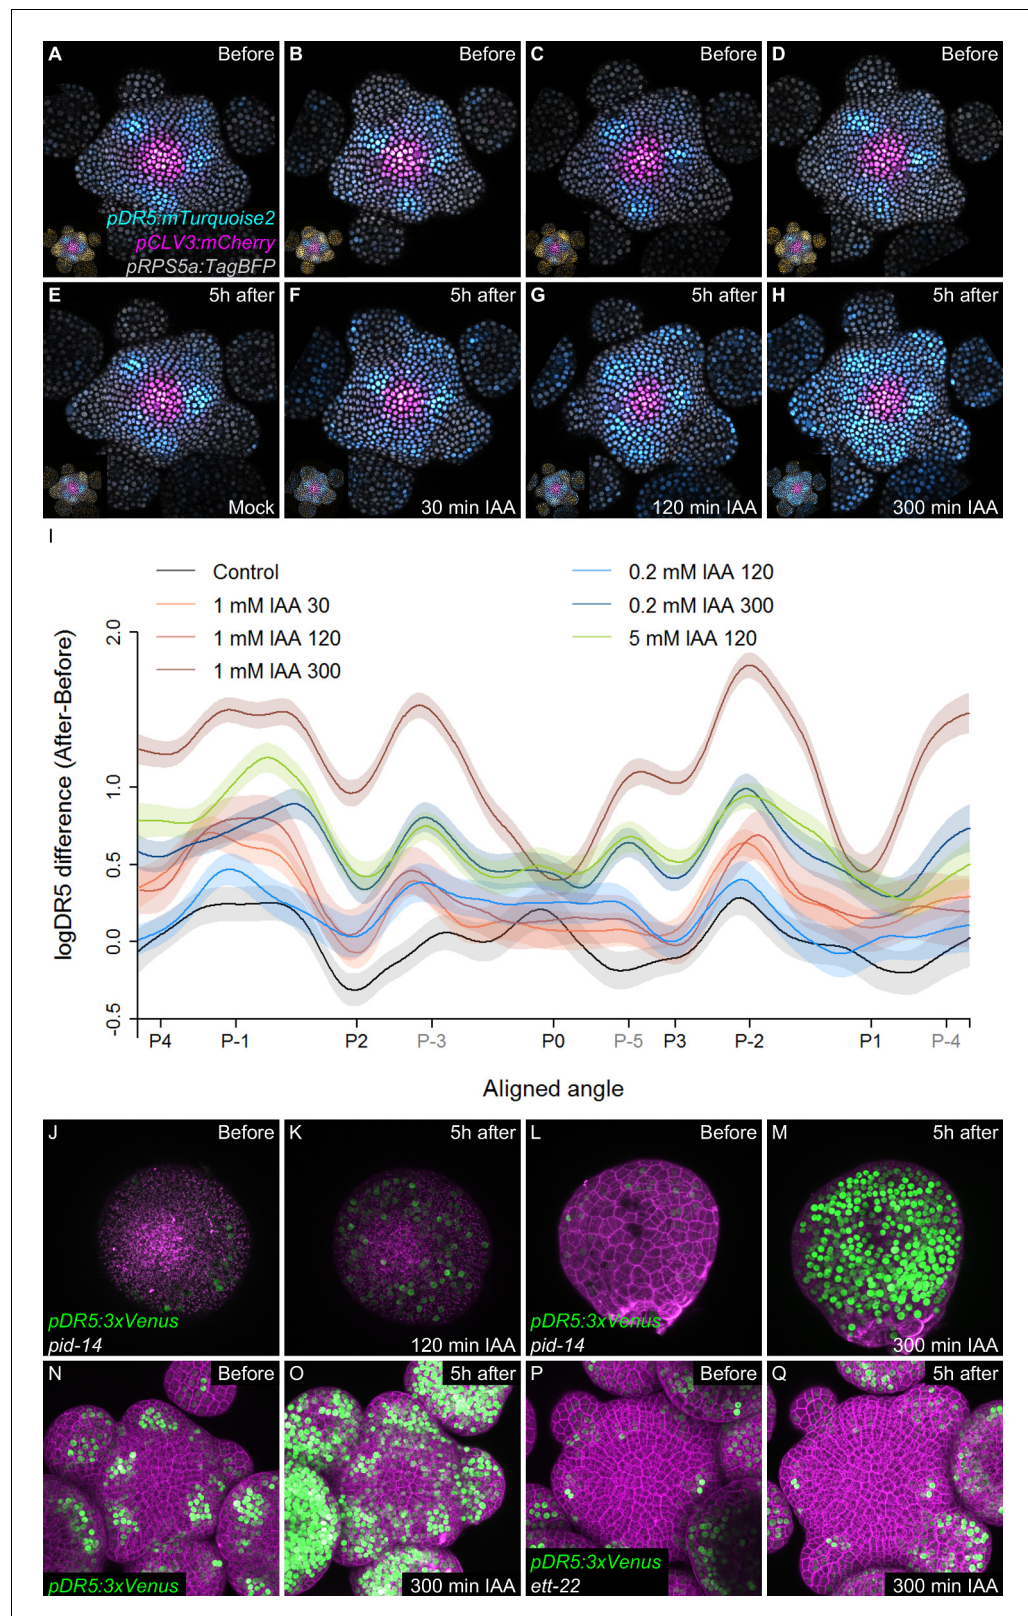 A Before
B Before
C Before
D Before
pDR5:mTurquoise2
pCLV3:mCherry
pRPS5a:TagBFP
E 5h after
F 5h after
G 5h after
H 5h after
Mock
30 min IAA
120 min IAA
300 min IAA
I
Control
1 mM IAA 30
1 mM IAA 120
1 mM IAA 300
0.2 mM IAA 120
0.2 mM IAA 300
5 mM IAA 120
logDR5 difference (After-Before)
2.0
1.0
0.5
0.0
-0.5
P4 P-1 P2 P-3 P0 P-5 P3 P-2 P1 P-4
Aligned angle
J Before
K 5h after
L Before
M 5h after
pDR5:3xVenus
pid-14
120 min IAA
pDR5:3xVenus
pid-14
300 min IAA
N Before
O 5h after
P Before
Q 5h after
pDR5:3xVenus
300 min IAA
pDR5:3xVenus
ett-22
300 min IAA